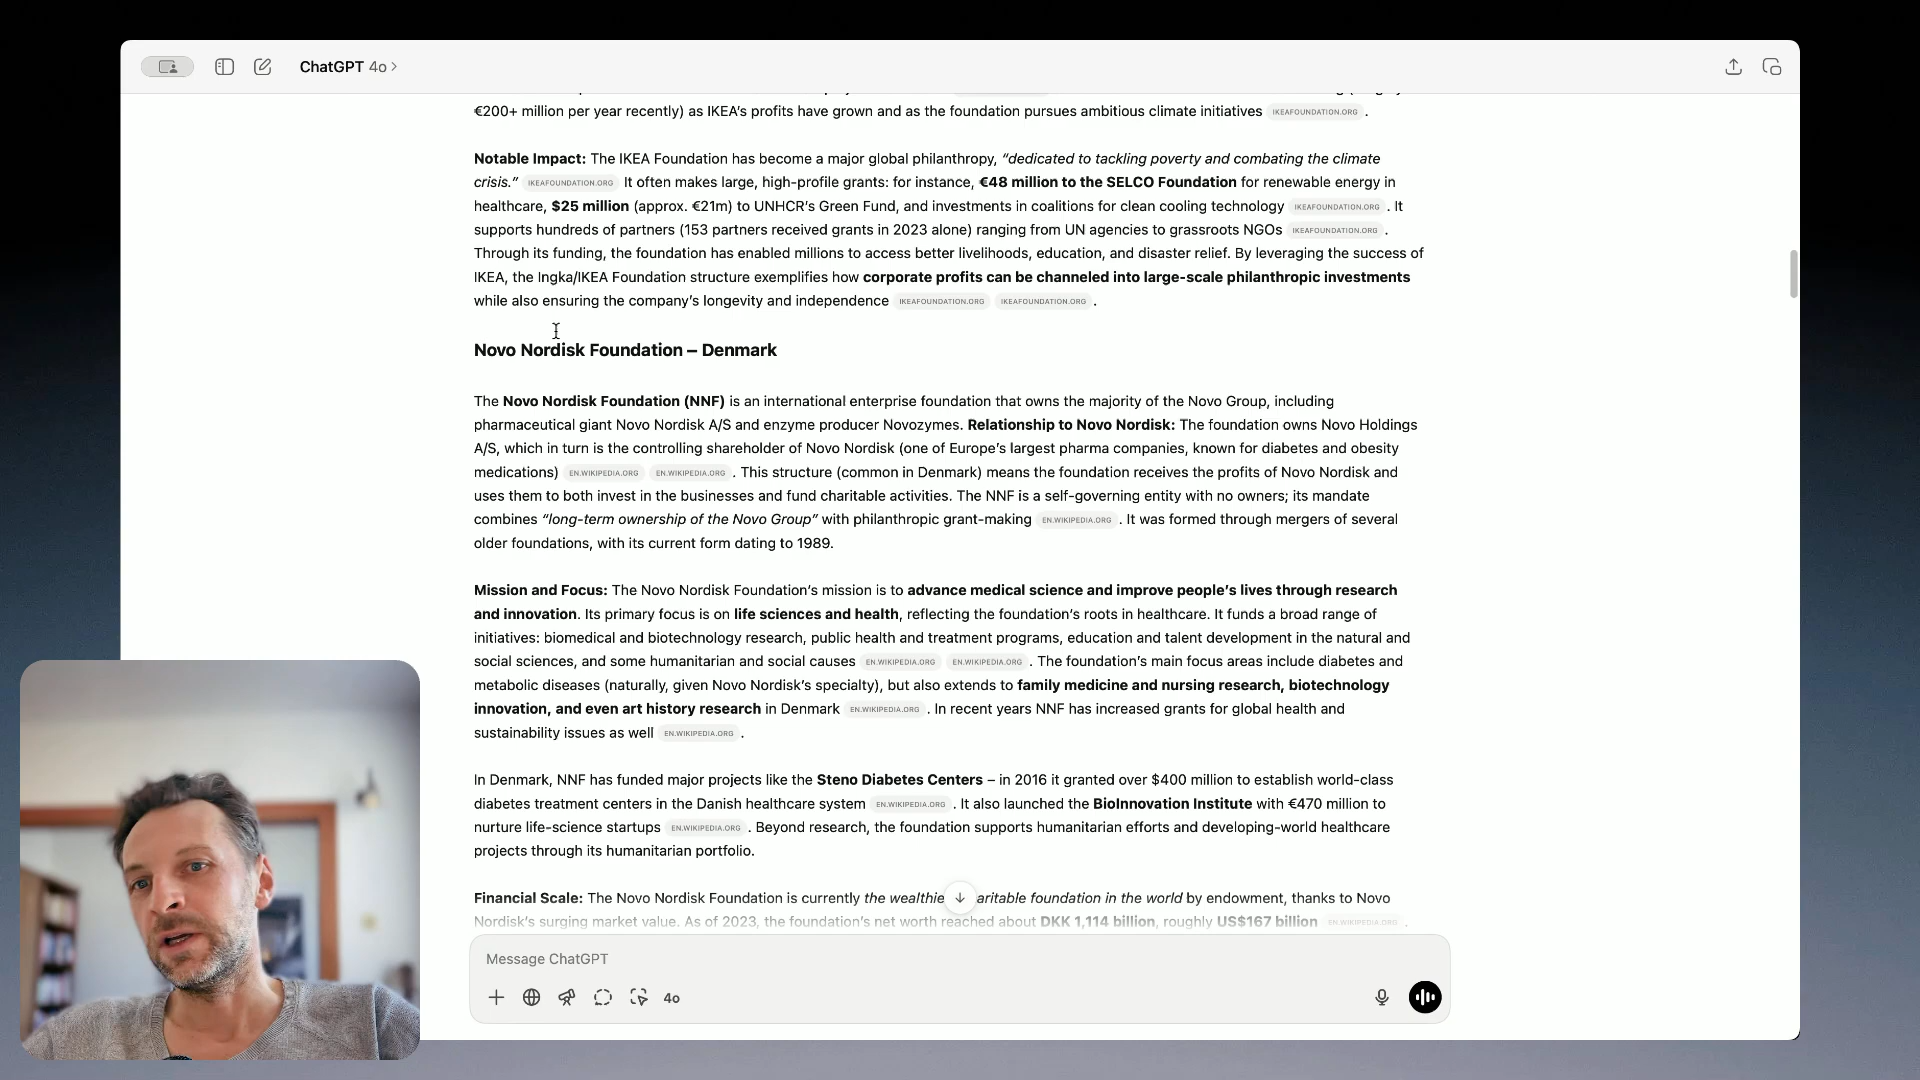 ChatGPT 4o >
€200+ million per year recently) as IKEA's profits have grown and as the foundation pursues ambitious climate initiatives IKEAFOUNDATION.ORG .
Notable Impact: The IKEA Foundation has become a major global philanthropy, “dedicated to tackling poverty and combating the climate
crisis.” IKEAFOUNDATION.ORG It often makes large, high-profile grants: for instance, €48 million to the SELCO Foundation for renewable energy in
healthcare, $25 million (approx. €21m) to UNHCR's Green Fund, and investments in coalitions for clean cooling technology IKEAFOUNDATION.ORG . It
supports hundreds of partners (153 partners received grants in 2023 alone) ranging from UN agencies to grassroots NGOs IKEAFOUNDATION.ORG .
Through its funding, the foundation has enabled millions to access better livelihoods, education, and disaster relief. By leveraging the success of
IKEA, the Ingka/IKEA Foundation structure exemplifies how corporate profits can be channeled into large-scale philanthropic investments
while also ensuring the company's longevity and independence IKEAFOUNDATION.ORG IKEAFOUNDATION.ORG .
Novo Nordisk Foundation – Denmark
The Novo Nordisk Foundation (NNF) is an international enterprise foundation that owns the majority of the Novo Group, including
pharmaceutical giant Novo Nordisk A/S and enzyme producer Novozymes. Relationship to Novo Nordisk: The foundation owns Novo Holdings
A/S, which in turn is the controlling shareholder of Novo Nordisk (one of Europe's largest pharma companies, known for diabetes and obesity
medications) EN.WIKIPEDIA.ORG EN.WIKIPEDIA.ORG . This structure (common in Denmark) means the foundation receives the profits of Novo Nordisk and
uses them to both invest in the businesses and fund charitable activities. The NNF is a self-governing entity with no owners; its mandate
combines “long-term ownership of the Novo Group” with philanthropic grant-making EN.WIKIPEDIA.ORG . It was formed through mergers of several
older foundations, with its current form dating to 1989.
Mission and Focus: The Novo Nordisk Foundation's mission is to advance medical science and improve people's lives through research
and innovation. Its primary focus is on life sciences and health, reflecting the foundation's roots in healthcare. It funds a broad range of
initiatives: biomedical and biotechnology research, public health and treatment programs, education and talent development in the natural and
social sciences, and some humanitarian and social causes EN.WIKIPEDIA.ORG EN.WIKIPEDIA.ORG . The foundation's main focus areas include diabetes and
metabolic diseases (naturally, given Novo Nordisk's specialty), but also extends to family medicine and nursing research, biotechnology
innovation, and even art history research in Denmark EN.WIKIPEDIA.ORG . In recent years NNF has increased grants for global health and
sustainability issues as well EN.WIKIPEDIA.ORG .
In Denmark, NNF has funded major projects like the Steno Diabetes Centers – in 2016 it granted over $400 million to establish world-class
diabetes treatment centers in the Danish healthcare system EN.WIKIPEDIA.ORG . It also launched the BioInnovation Institute with €470 million to
nurture life-science startups EN.WIKIPEDIA.ORG . Beyond research, the foundation supports humanitarian efforts and developing-world healthcare
projects through its humanitarian portfolio.
Financial Scale: The Novo Nordisk Foundation is currently the wealthie aritable foundation in the world by endowment, thanks to Novo
Nordisk's surging market value. As of 2023, the foundation's net worth reached about DKK 1,114 billion, roughly US$167 billion EN.WIKIPEDIA.ORG .
Message ChatGPT
4o